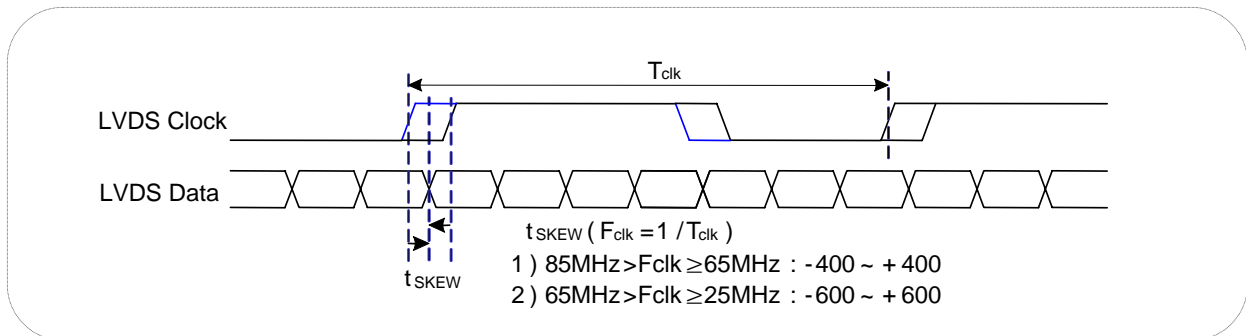 Tclk
LVDS Clock
LVDS Data
tSKEW ( Fclk = 1 / Tclk )
1 ) 85MHz>Fclk≥65MHz : -400 ~ +400
tSKEW
2 ) 65MHz>Fclk≥25MHz : -600 ~ +600